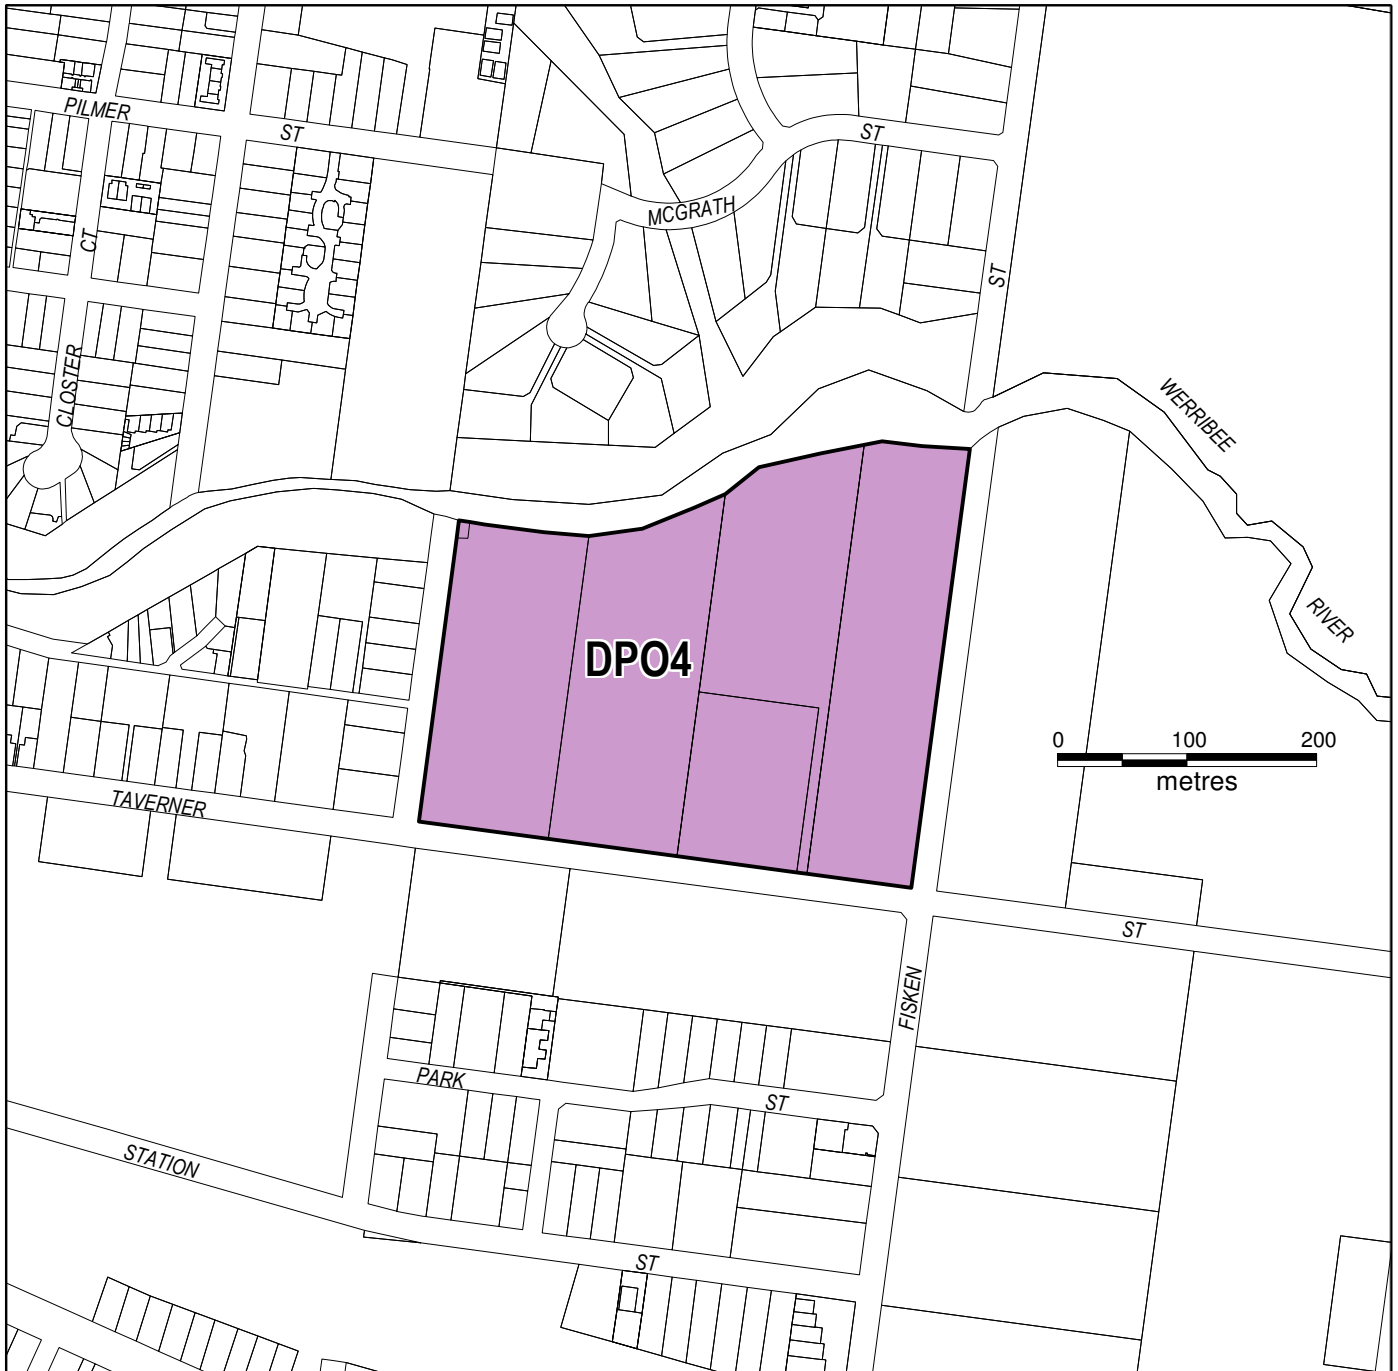 PILMER
ST
ST
MCGRATH
CT
ST
CLOSTER
WERRIBEE
RIVER
DPO4
0 100 200
metres
TAVERNER
ST
FISKEN
PARK
ST
STATION
ST